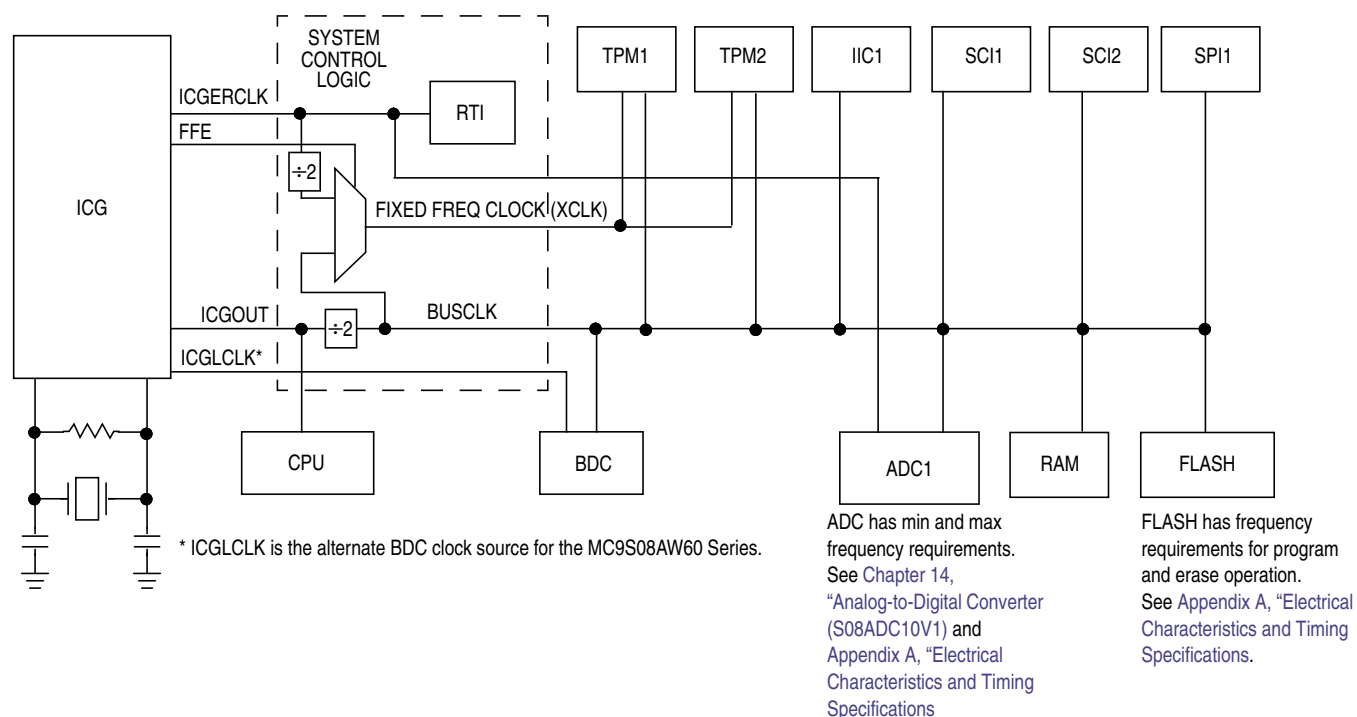 SYSTEM
CONTROL
LOGIC
TPM1
TPM2
IIC1
SCI1
SCI2
SPI1
ICGERCLK
RTI
FFE
÷2
ICG
FIXED FREQ CLOCK (XCLK)
ICGOUT
÷2
BUSCLK
ICGLCLK*
CPU
BDC
ADC1
RAM
FLASH
* ICGLCLK is the alternate BDC clock source for the MC9S08AW60 Series.
ADC has min and max
frequency requirements.
See Chapter 14,
“Analog-to-Digital Converter
(S08ADC10V1) and
Appendix A, “Electrical
Characteristics and Timing
Specifications
FLASH has frequency
requirements for program
and erase operation.
See Appendix A, “Electrical
Characteristics and Timing
Specifications.